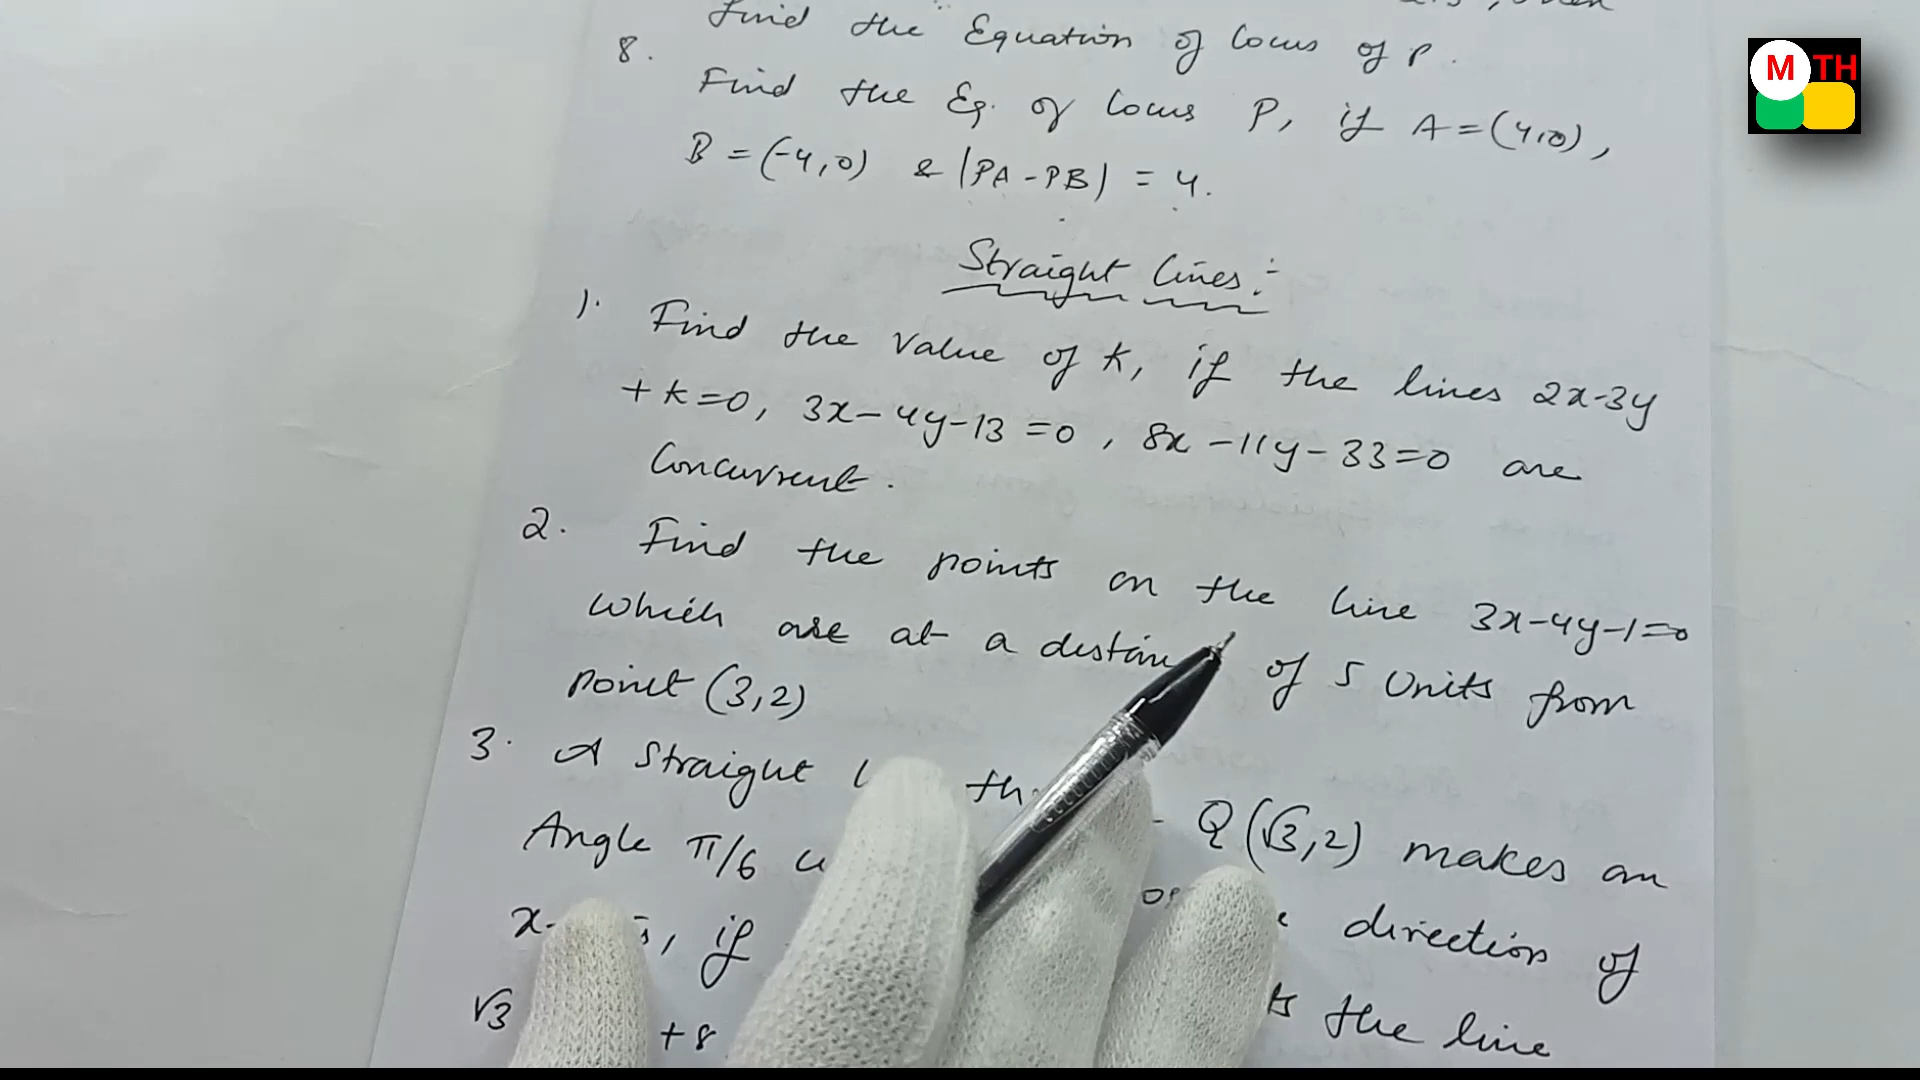 Find the Equation of locus of P.
8. Find the Eq. of locus P, if A = (4,0),
B = (-4,0) & |PA - PB| = 4.
Straight lines:-
1. Find the value of k, if the lines 2x-3y
+ k = 0, 3x - 4y - 13 = 0, 8x - 11y - 33 = 0 are
Concurrent.
2. Find the points on the line 3x-4y-1=0
which are at a of 5 Units from
point (3,2)
3. A Straight Q(√3,2) makes an
Angle π/6
if direction of
√3 +8 the line
M TH